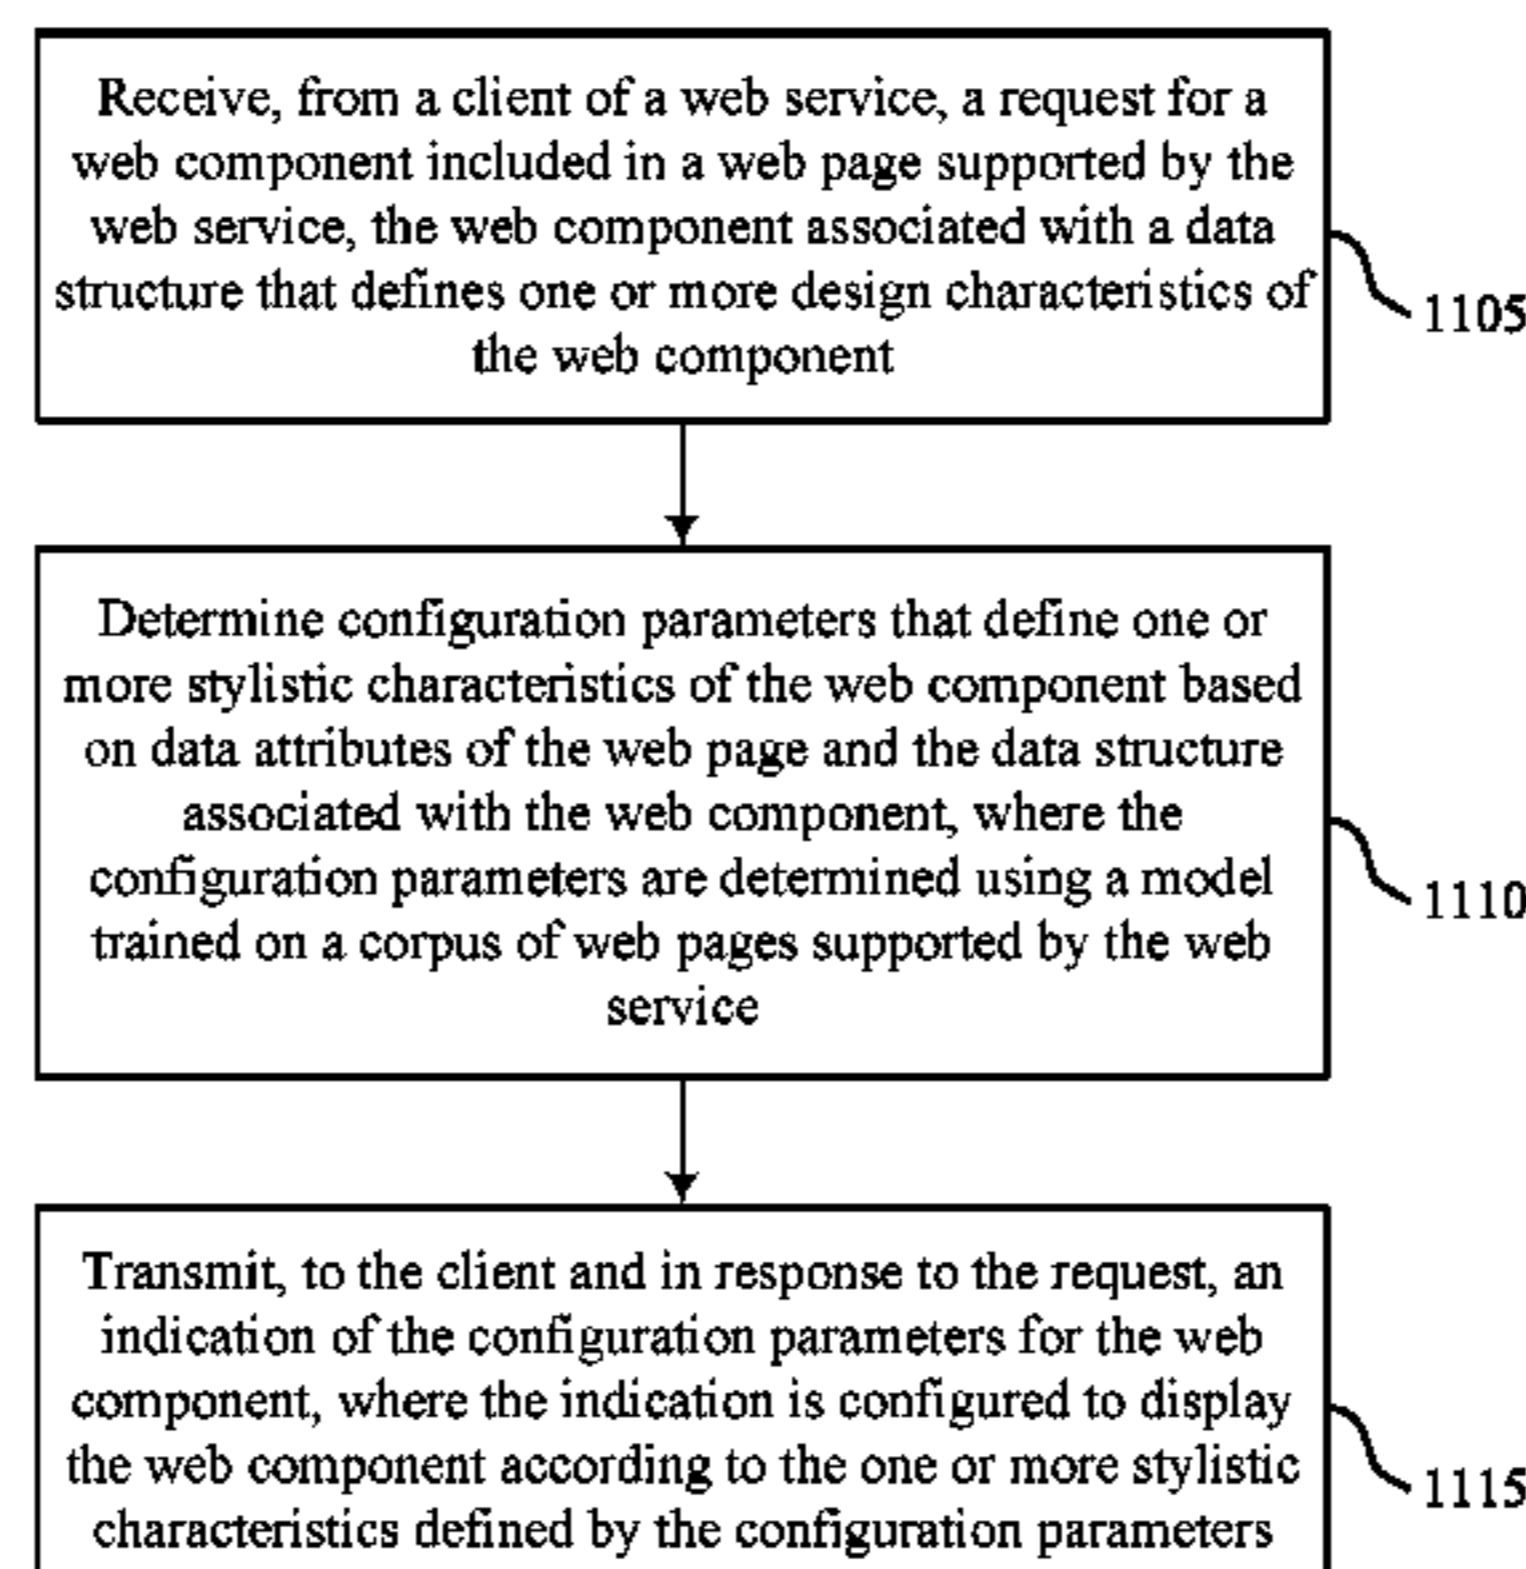 Receive, from a client of a web service, a request for a
web component included in a web page supported by the
web service, the web component associated with a data
structure that defines one or more design characteristics of
the web component
1105
Determine configuration parameters that define one or
more stylistic characteristics of the web component based
on data attributes of the web page and the data structure
associated with the web component, where the
configuration parameters are determined using a model
trained on a corpus of web pages supported by the web
service
1110
Transmit, to the client and in response to the request, an
indication of the configuration parameters for the web
component, where the indication is configured to display
the web component according to the one or more stylistic
characteristics defined by the configuration parameters
1115